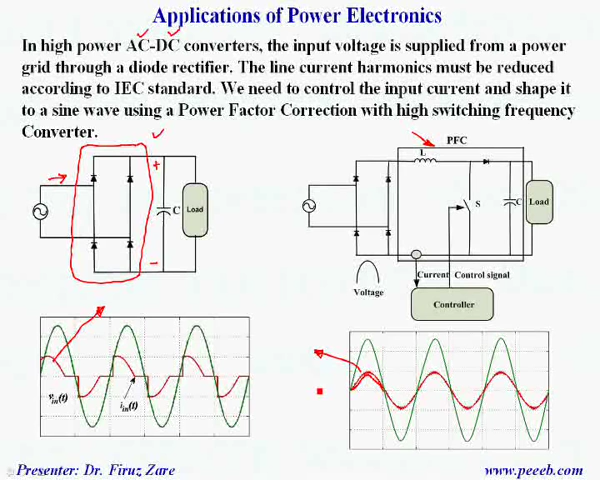 Applications of Power Electronics
In high power AC-DC converters, the input voltage is supplied from a power
grid through a diode rectifier. The line current harmonics must be reduced
according to IEC standard. We need to control the input current and shape it
to a sine wave using a Power Factor Correction with high switching frequency
Converter.
PFC
L
+
C
Load
S
C
Load
-
Current
Control signal
Voltage
Controller
vin(t)
iin(t)
Presenter: Dr. Firuz Zare
www.peeeb.com